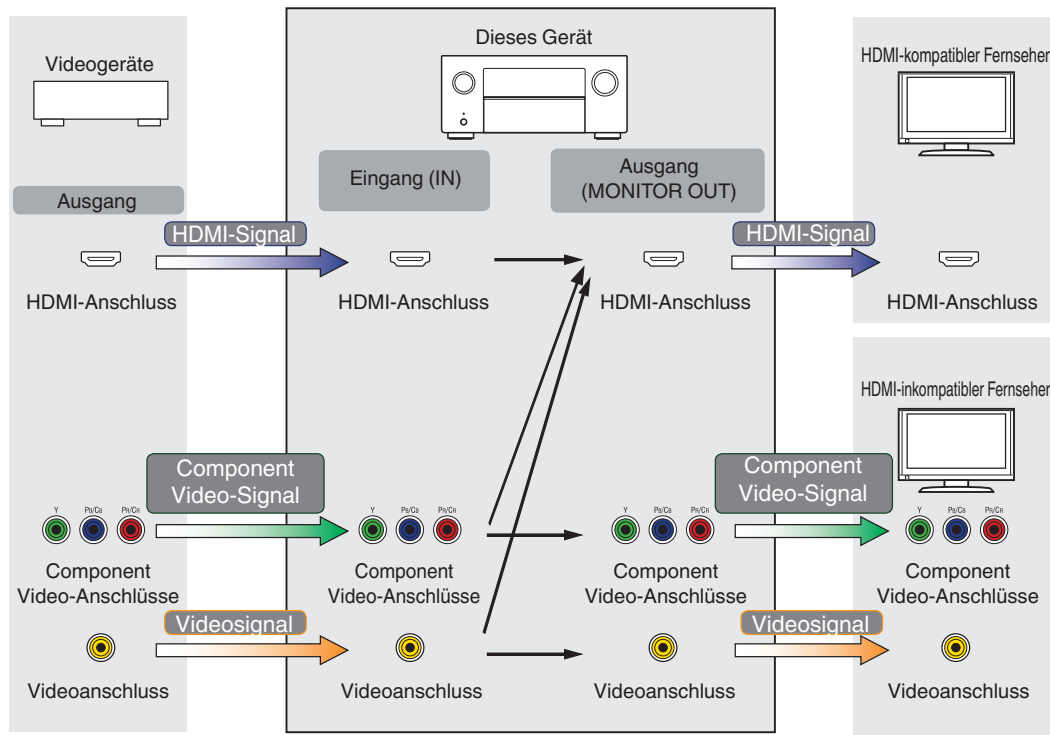 Videogeräte
Dieses Gerät
HDMI-kompatibler Fernseher
Ausgang
Eingang (IN)
Ausgang
(MONITOR OUT)
HDMI-Signal
HDMI-Signal
HDMI-Anschluss
HDMI-Anschluss
HDMI-Anschluss
HDMI-Anschluss
HDMI-inkompatibler Fernseher
Component
Video-Signal
Component
Video-Signal
Y PB/CB PR/CR
Y PB/CB PR/CR
Y PB/CB PR/CR
Y PB/CB PR/CR
Component
Video-Anschlüsse
Component
Video-Anschlüsse
Component
Video-Anschlüsse
Component
Video-Anschlüsse
Videosignal
Videosignal
Videoanschluss
Videoanschluss
Videoanschluss
Videoanschluss